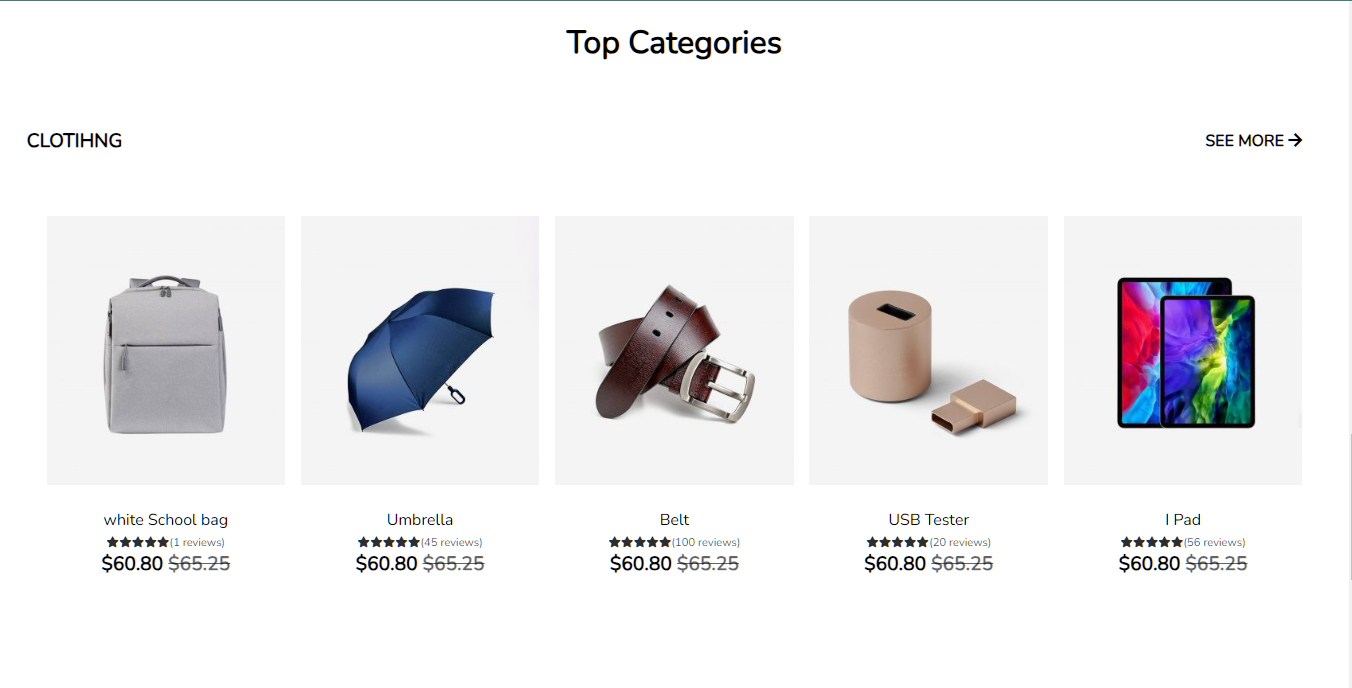 Top Categories
CLOTIHNG
SEE MORE →
white School bag
★★★★★(1 reviews)
$60.80 $65.25
Umbrella
★★★★★(45 reviews)
$60.80 $65.25
Belt
★★★★★(100 reviews)
$60.80 $65.25
USB Tester
★★★★★(20 reviews)
$60.80 $65.25
I Pad
★★★★★(56 reviews)
$60.80 $65.25